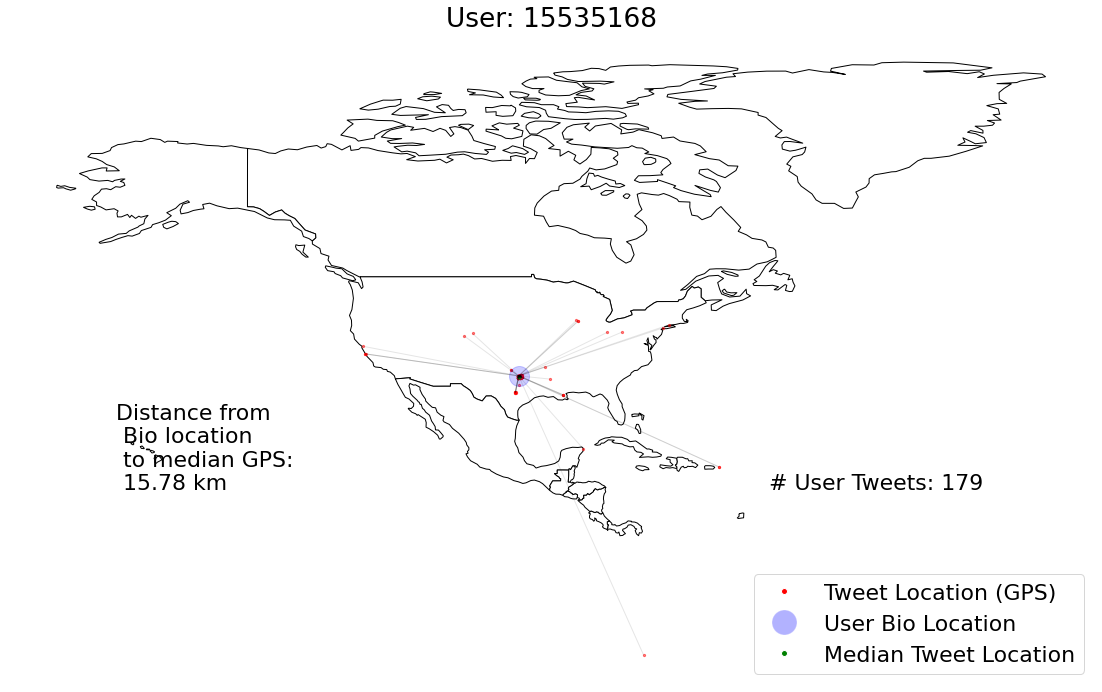 User: 15535168
Distance from
Bio location
to median GPS:
15.78 km
# User Tweets: 179
Tweet Location (GPS)
User Bio Location
Median Tweet Location